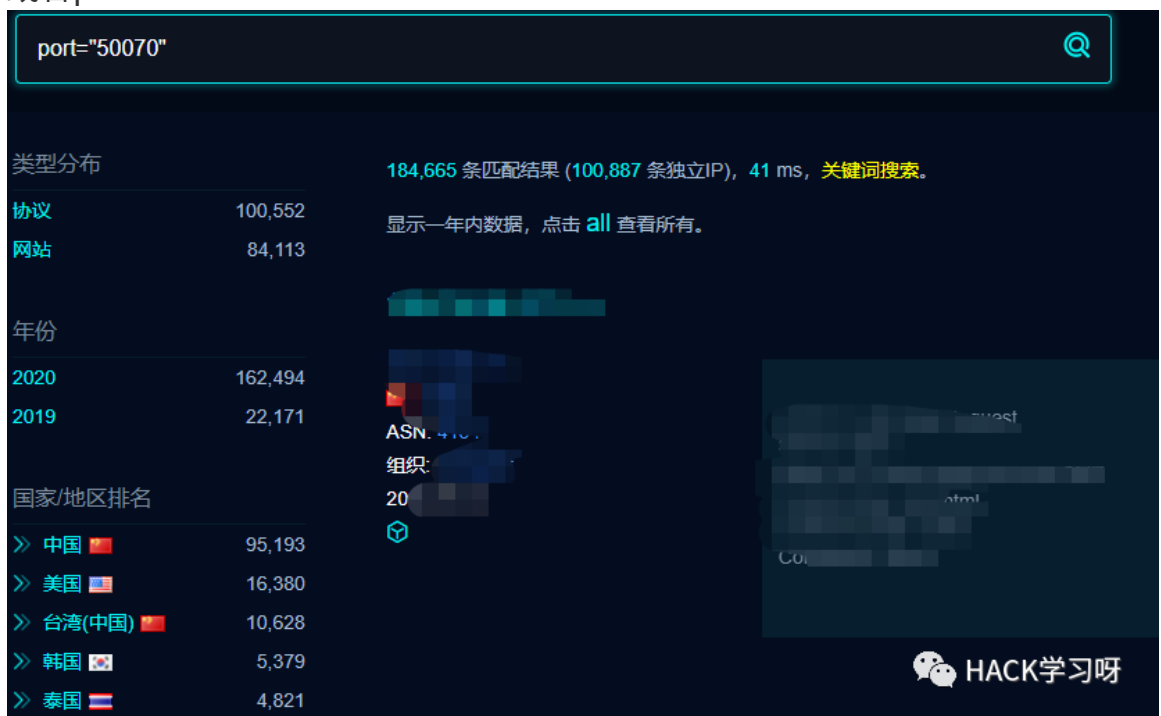 port="50070"
类型分布
184,665 条匹配结果 (100,887 条独立IP)，41 ms，关键词搜索。
协议 100,552
显示一年内数据，点击 all 查看所有。
网站 84,113
年份
2020 162,494
2019 22,171
ASN:
组织:
20
国家/地区排名
中国 95,193
美国 16,380
台湾(中国) 10,628
韩国 5,379
泰国 4,821
HACK学习呀